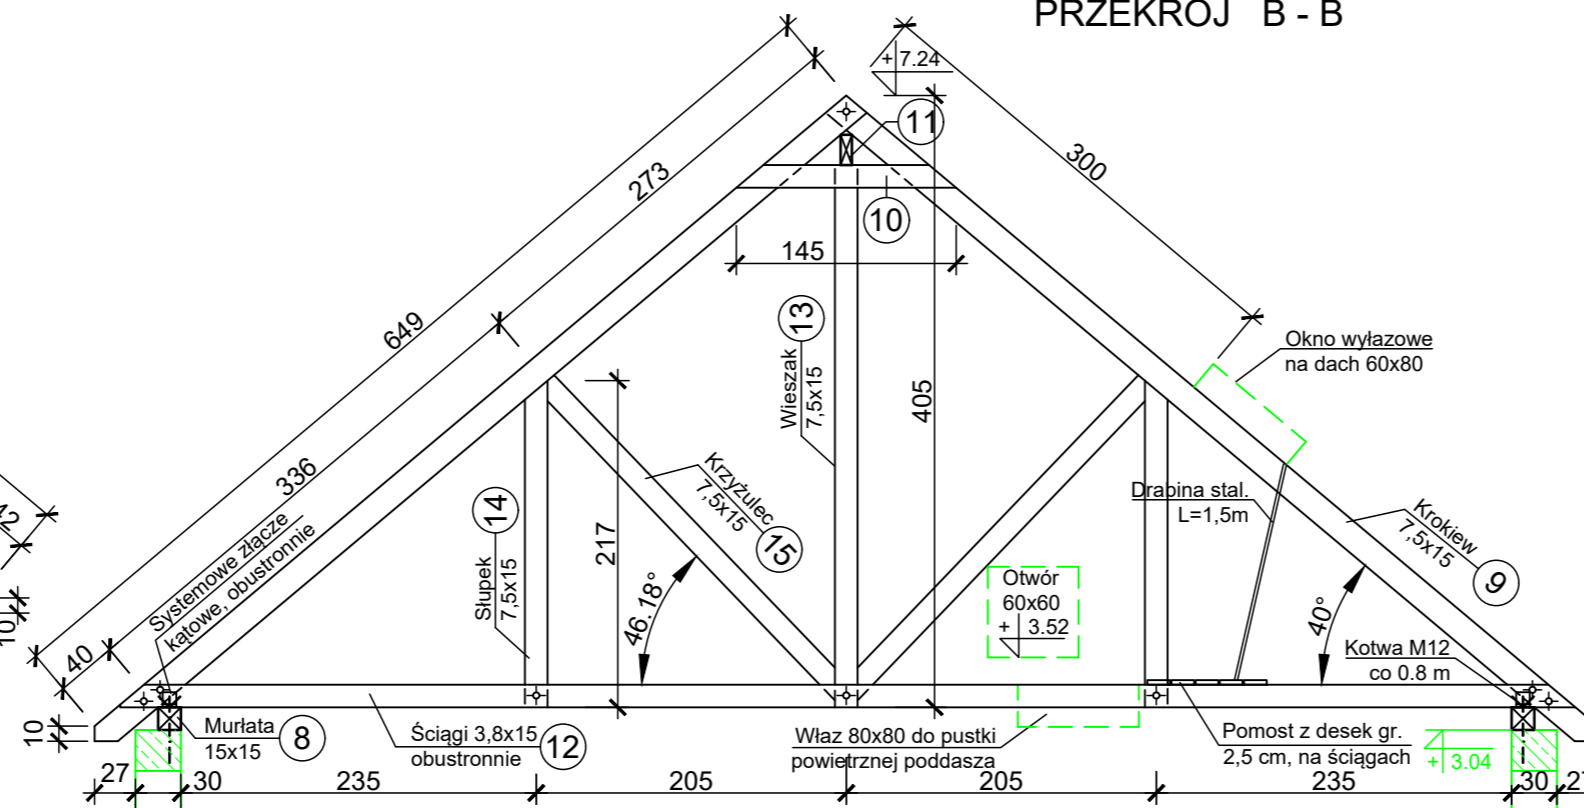 PRZEKRÓJ B - B
+ 7.24
11
300
273
10
145
649
13
Wieszak
7,5x15
405
Okno wyłazowe
na dach 60x80
336
42
10
Systemowe złącze
kątowe, obustronnie
14
Słupek
7,5x15
217
Krzyżulec
7,5x15
15
46.18°
Drabina stal.
L=1,5m
Krokiew
7,5x15
9
Otwór
60x60
+ 3.52
40°
40
Kotwa M12
co 0.8 m
10
Murłata
15x15
8
Ściągi 3,8x15
obustronnie
12
Właz 80x80 do pustki
powietrznej poddasza
Pomost z desek gr.
2,5 cm, na ściągach
+ 3.04
27
30
235
205
205
235
30